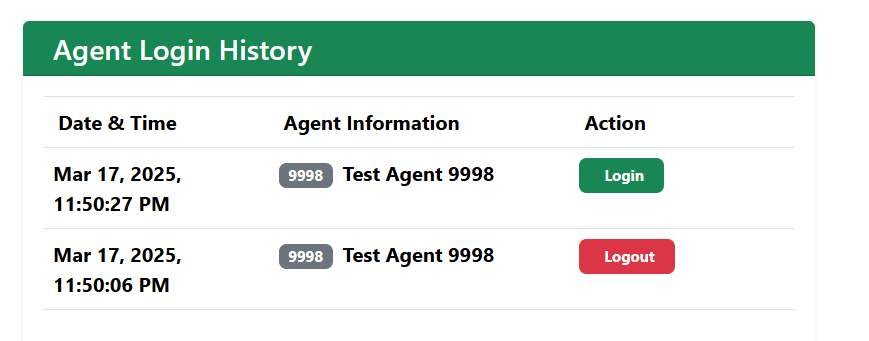 Agent Login History
Date & Time Agent Information Action
Mar 17, 2025, 9998 Test Agent 9998 Login
11:50:27 PM
Mar 17, 2025, 9998 Test Agent 9998 Logout
11:50:06 PM